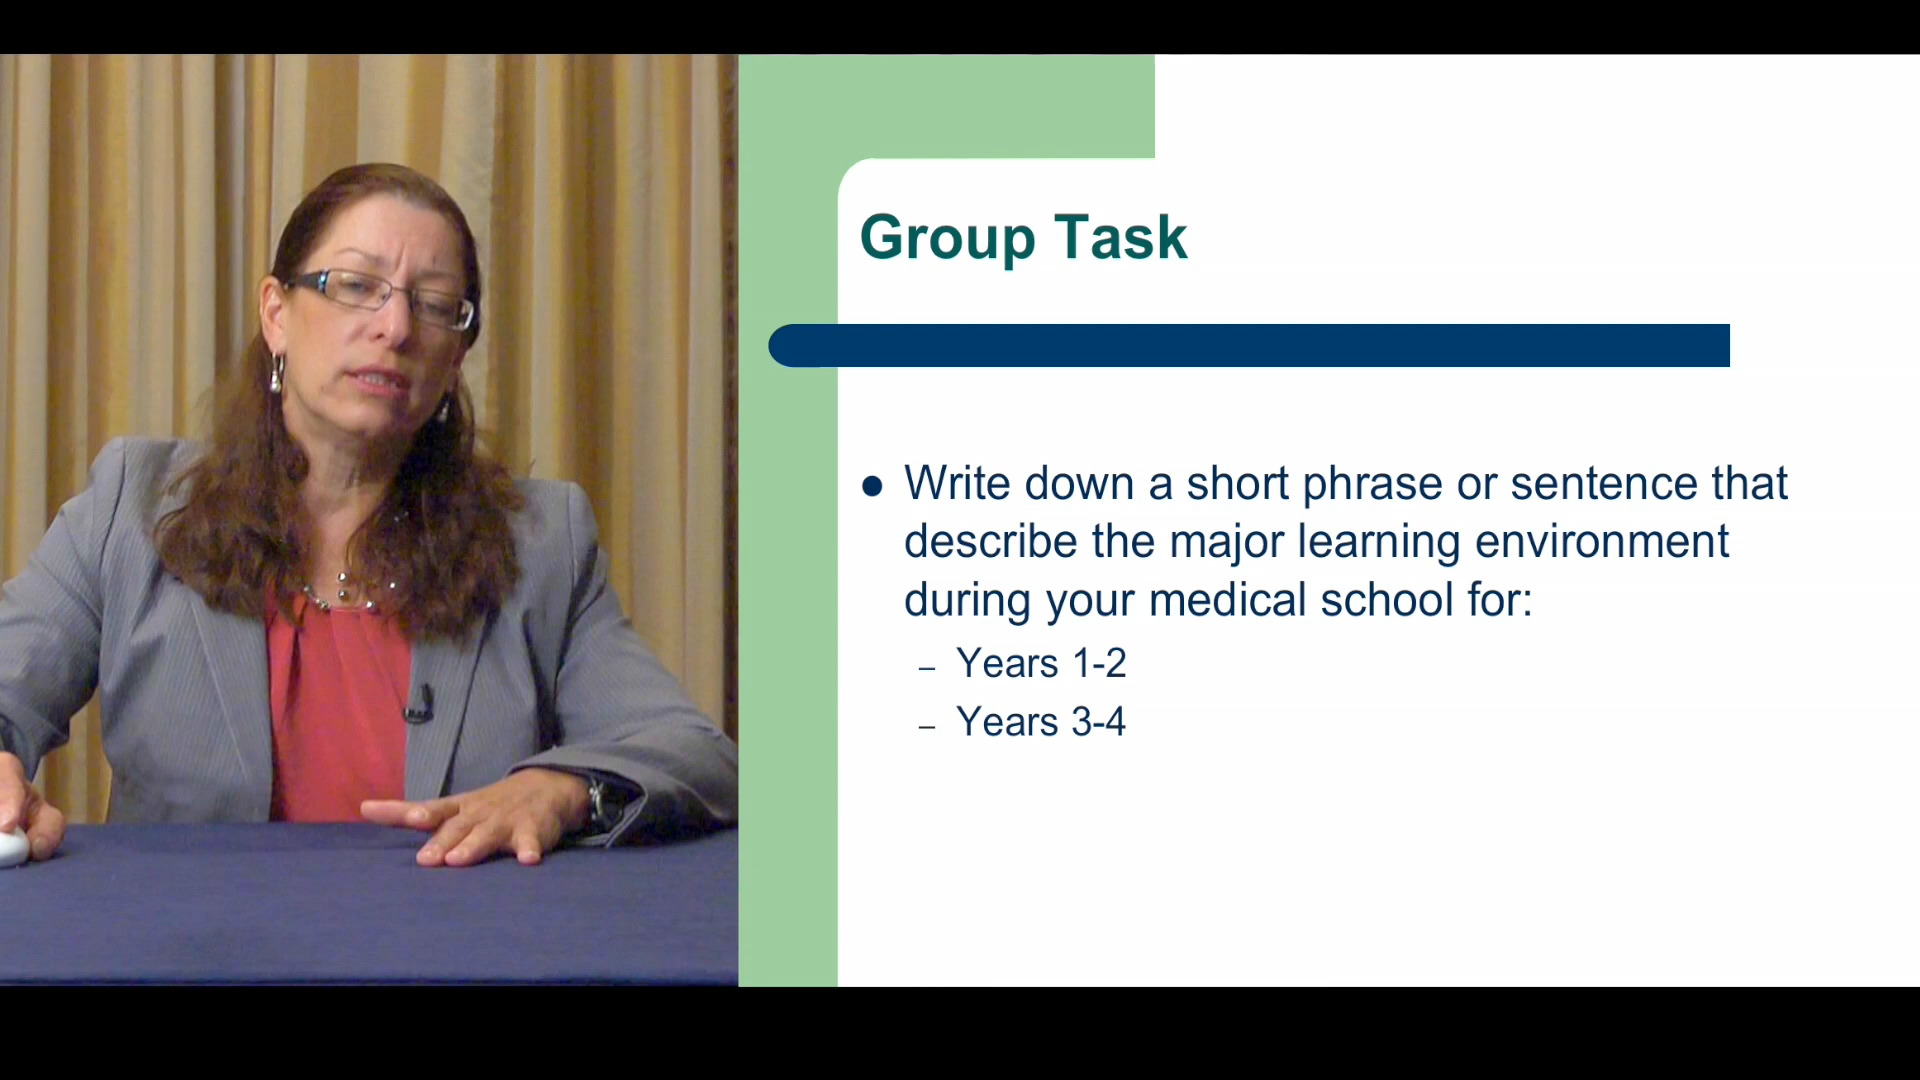 Group Task
● Write down a short phrase or sentence that
describe the major learning environment
during your medical school for:
– Years 1-2
– Years 3-4